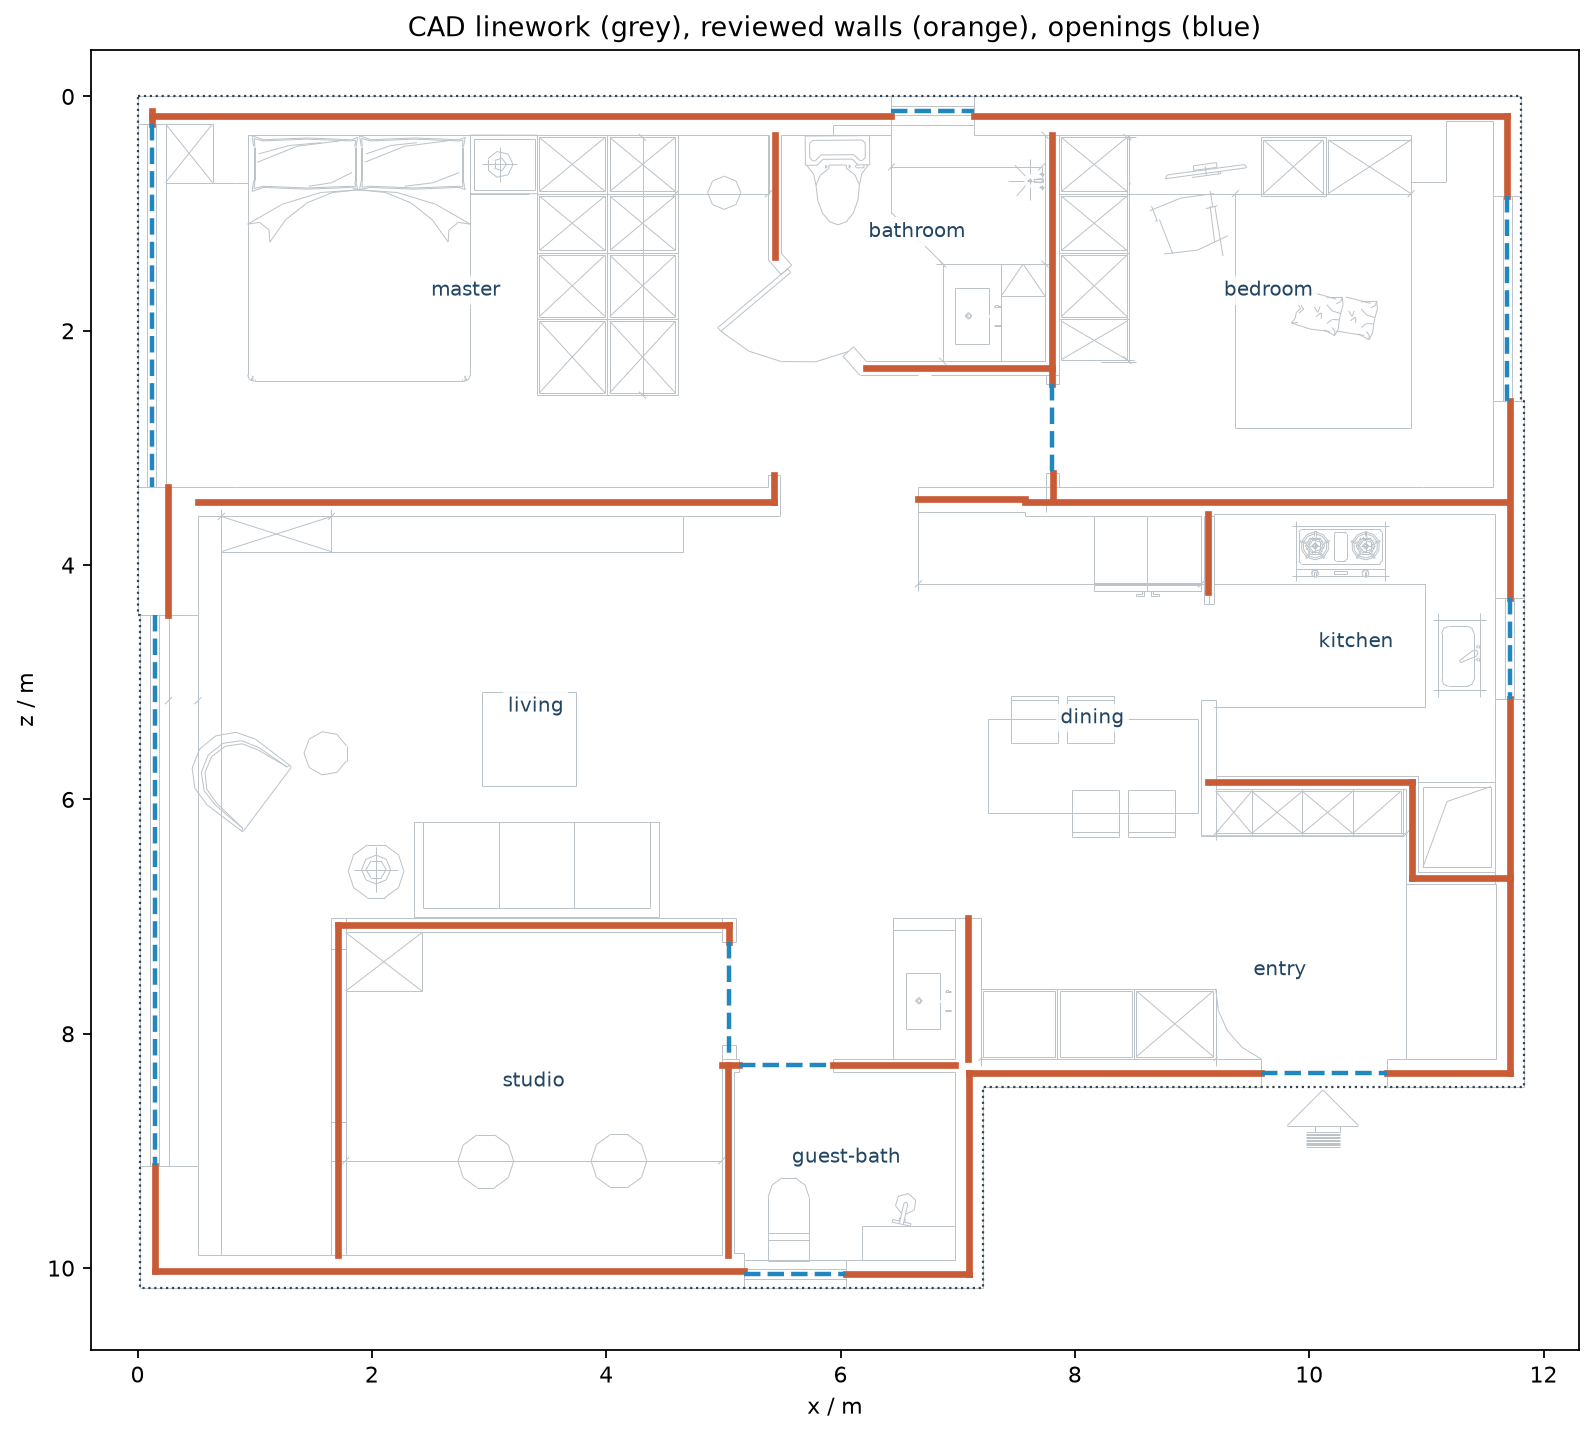 CAD linework (grey), reviewed walls (orange), openings (blue)
0
2
4
6
8
10
z / m
master
bathroom
bedroom
kitchen
living
dining
entry
studio
guest-bath
0
2
4
6
8
10
12
x / m